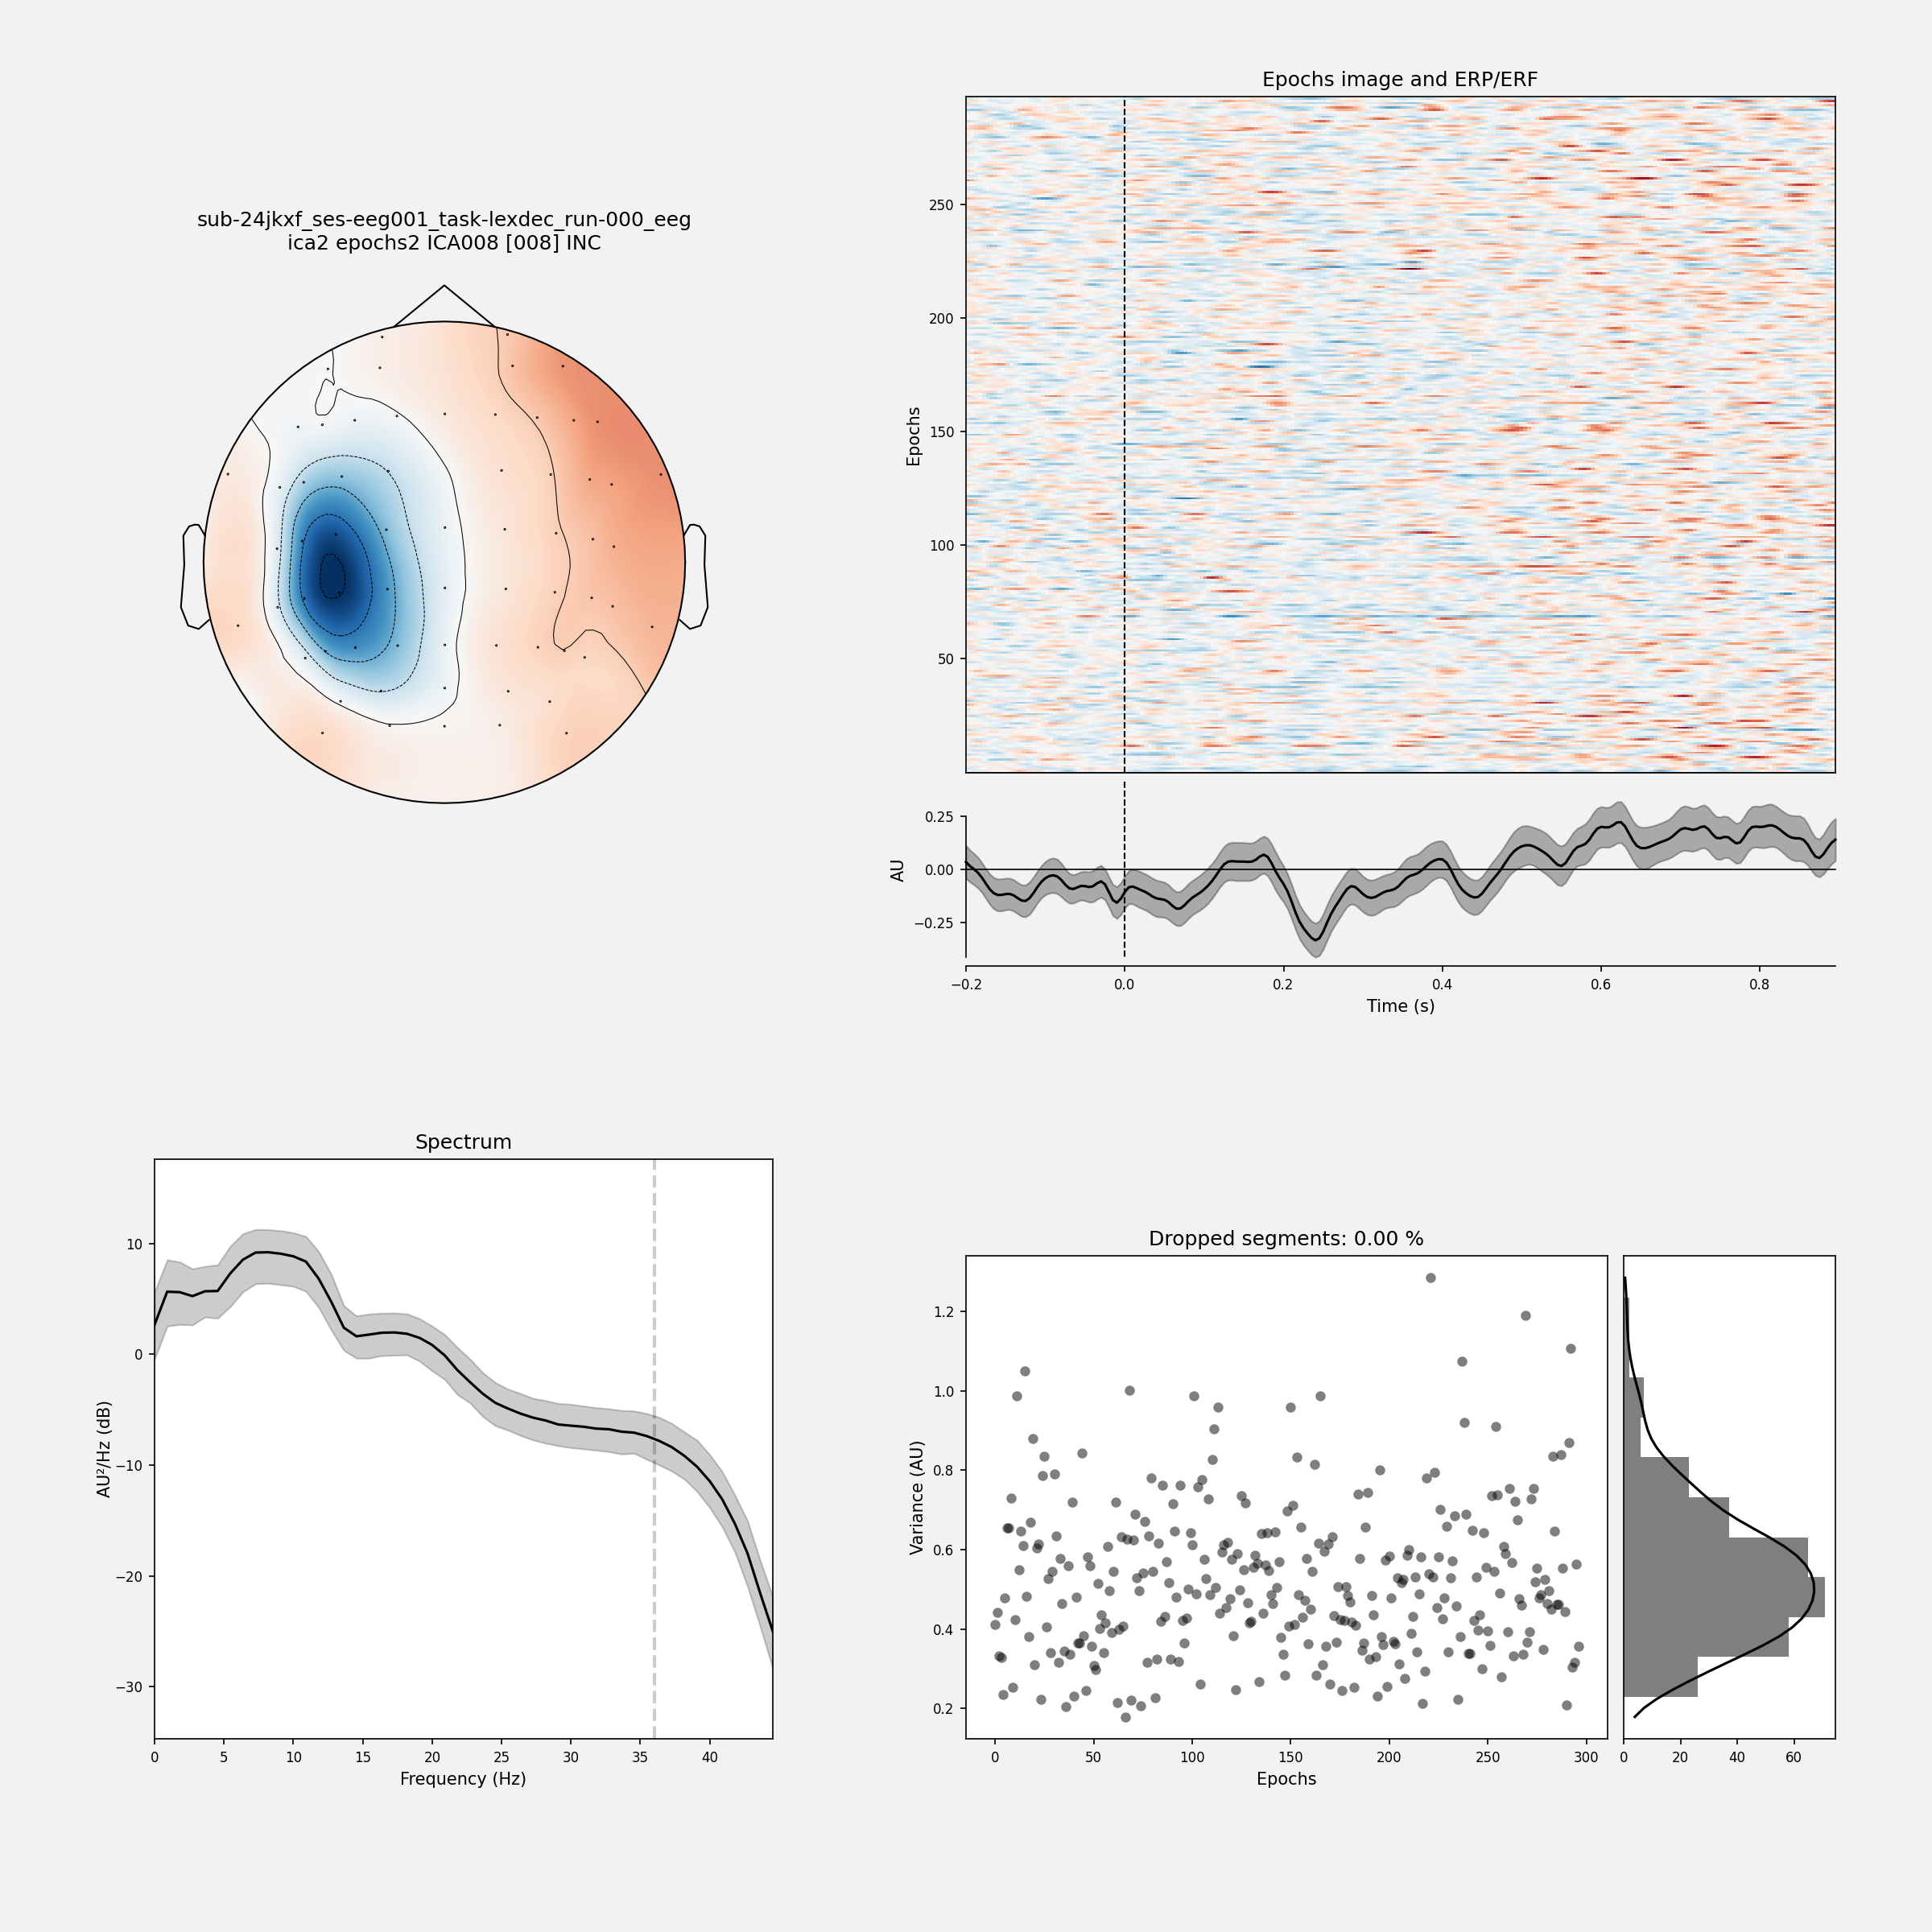 sub-24jkxf_ses-eeg001_task-lexdec_run-000_eeg
ica2 epochs2 ICA008 [008] INC
Epochs image and ERP/ERF
Epochs
250
200
150
100
50
AU
0.25
0.00
−0.25
−0.2 0.0 0.2 0.4 0.6 0.8
Time (s)
Spectrum
AU²/Hz (dB)
10
0
−10
−20
−30
0 5 10 15 20 25 30 35 40
Frequency (Hz)
Dropped segments: 0.00 %
Variance (AU)
1.2
1.0
0.8
0.6
0.4
0.2
0 50 100 150 200 250 300
Epochs
0 20 40 60